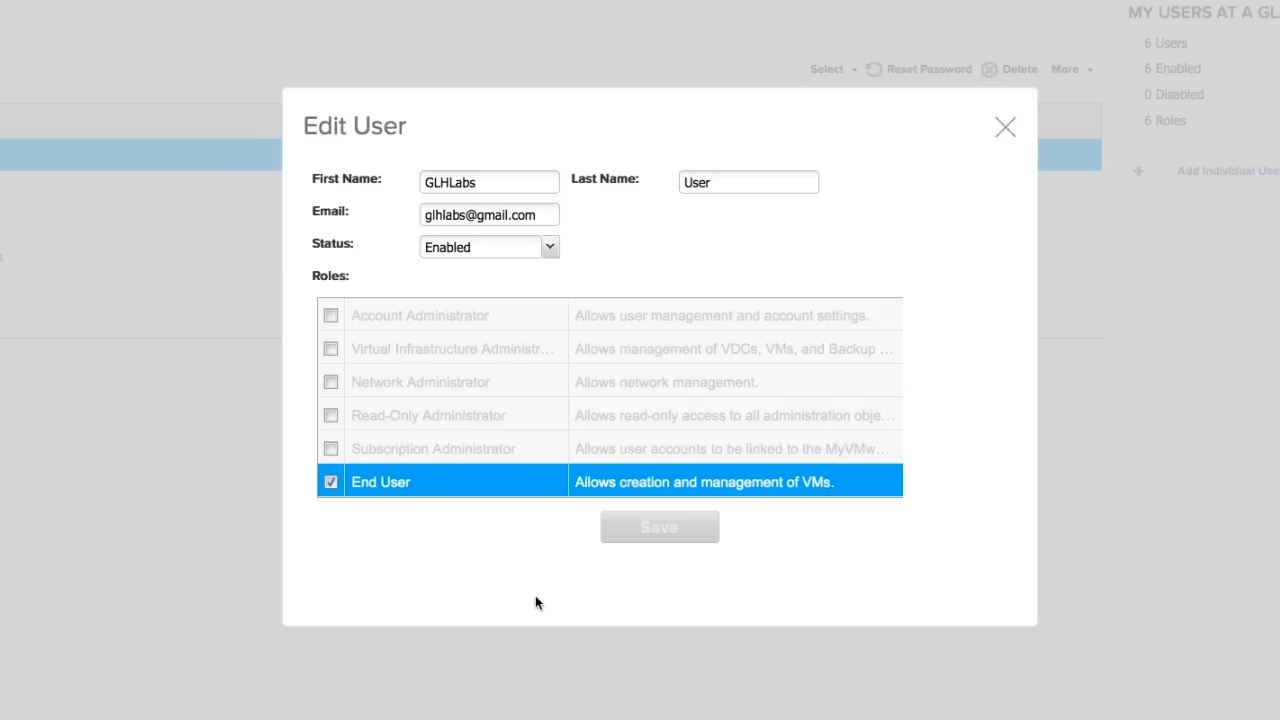 MY USERS AT A GL
6 Users
Select Reset Password Delete More
6 Enabled
0 Disabled
6 Roles
Add Individual Use
Edit User
First Name: GLHLabs Last Name: User
Email: glhlabs@gmail.com
Status: Enabled
Roles:
Account Administrator Allows user management and account settings.
Virtual Infrastructure Administr... Allows management of VDCs, VMs, and Backup ...
Network Administrator Allows network management.
Read-Only Administrator Allows read-only access to all administration obje...
Subscription Administrator Allows user accounts to be linked to the MyVMw...
End User Allows creation and management of VMs.
Save